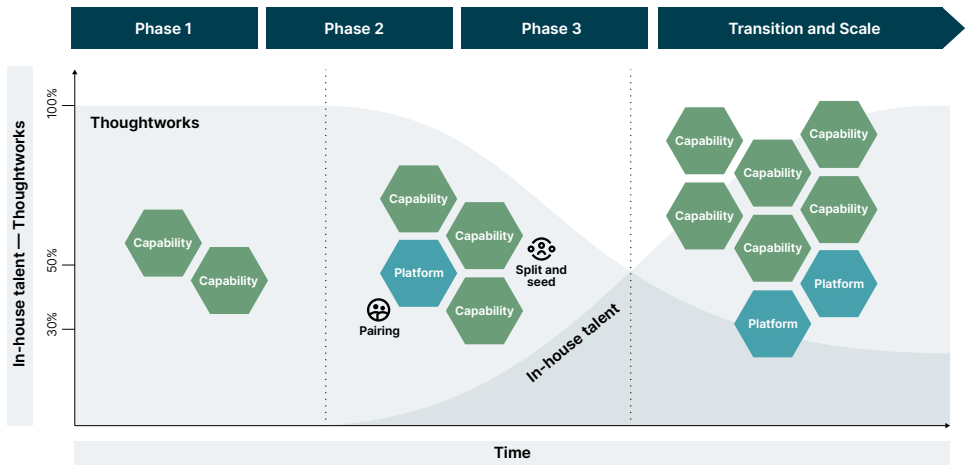 Phase 1
Phase 2
Phase 3
Transition and Scale
In-house talent — Thoughtworks
100%
50%
30%
Thoughtworks
Capability
Capability
Capability
Capability
Platform
Capability
Split and
seed
Pairing
In-house talent
Capability
Capability
Capability
Capability
Capability
Capability
Platform
Platform
Time